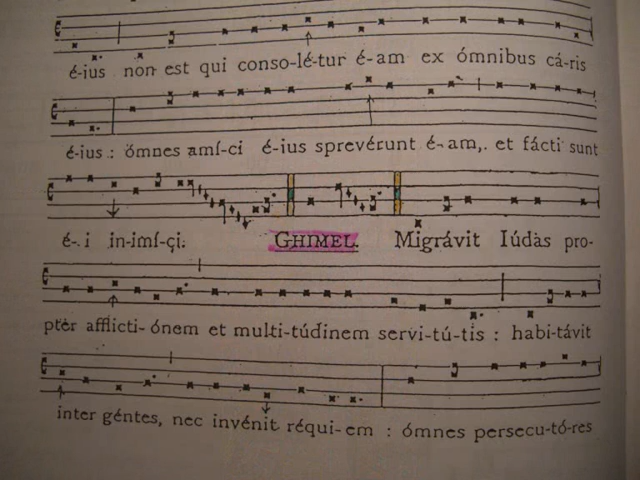 é-ius non est qui conso-lé-tur é-am ex ómnibus cá-ris
é-ius : ómnes amí-ci é-ius sprevérunt é-am, et fácti sunt
é-i in-imí-çi. GHIMEL. Migrávit Iúdas pro-
ptér afflicti-ónem et multi-túdinem servi-tú-tis : habi-távit
inter géntes, nec invénit réqui-em : ómnes persecu-tó-res